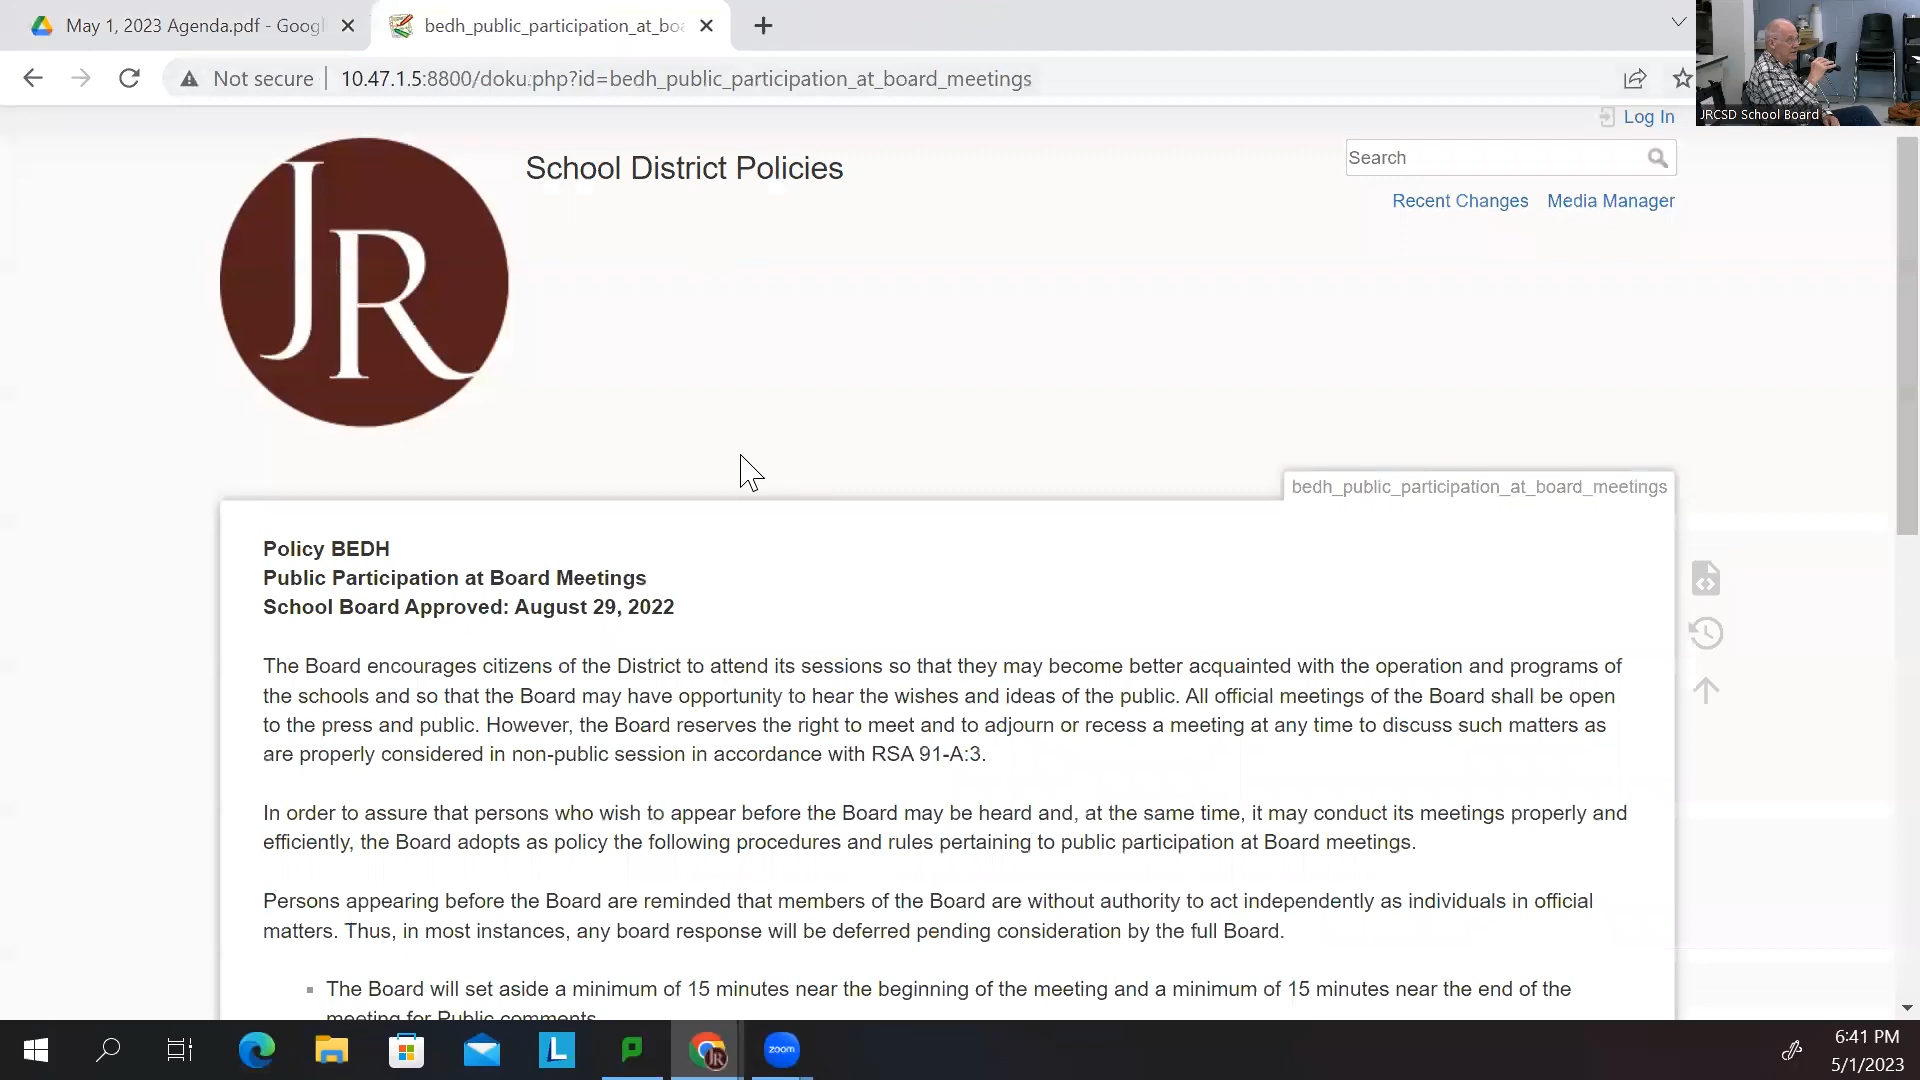 May 1, 2023 Agenda.pdf - Googl
bedh_public_participation_at_boa
Not secure
10.47.1.5:8800/doku.php?id=bedh_public_participation_at_board_meetings
JRCSD School Board
Log In
JR
School District Policies
Search
Recent Changes
Media Manager
bedh_public_participation_at_board_meetings
Policy BEDH
Public Participation at Board Meetings
School Board Approved: August 29, 2022
The Board encourages citizens of the District to attend its sessions so that they may become better acquainted with the operation and programs of
the schools and so that the Board may have opportunity to hear the wishes and ideas of the public. All official meetings of the Board shall be open
to the press and public. However, the Board reserves the right to meet and to adjourn or recess a meeting at any time to discuss such matters as
are properly considered in non-public session in accordance with RSA 91-A:3.
In order to assure that persons who wish to appear before the Board may be heard and, at the same time, it may conduct its meetings properly and
efficiently, the Board adopts as policy the following procedures and rules pertaining to public participation at Board meetings.
Persons appearing before the Board are reminded that members of the Board are without authority to act independently as individuals in official
matters. Thus, in most instances, any board response will be deferred pending consideration by the full Board.
The Board will set aside a minimum of 15 minutes near the beginning of the meeting and a minimum of 15 minutes near the end of the
meeting for Public comments
L
JR
zoom
6:41 PM
5/1/2023